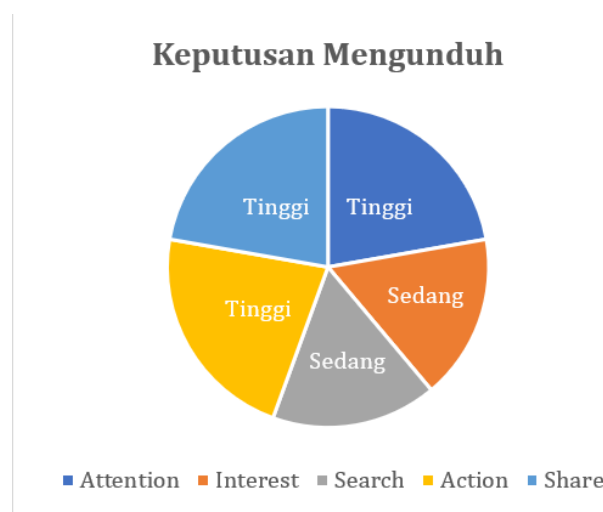 Keputusan Mengunduh
Tinggi Tinggi
Sedang
Tinggi
Sedang
Attention Interest Search Action Share